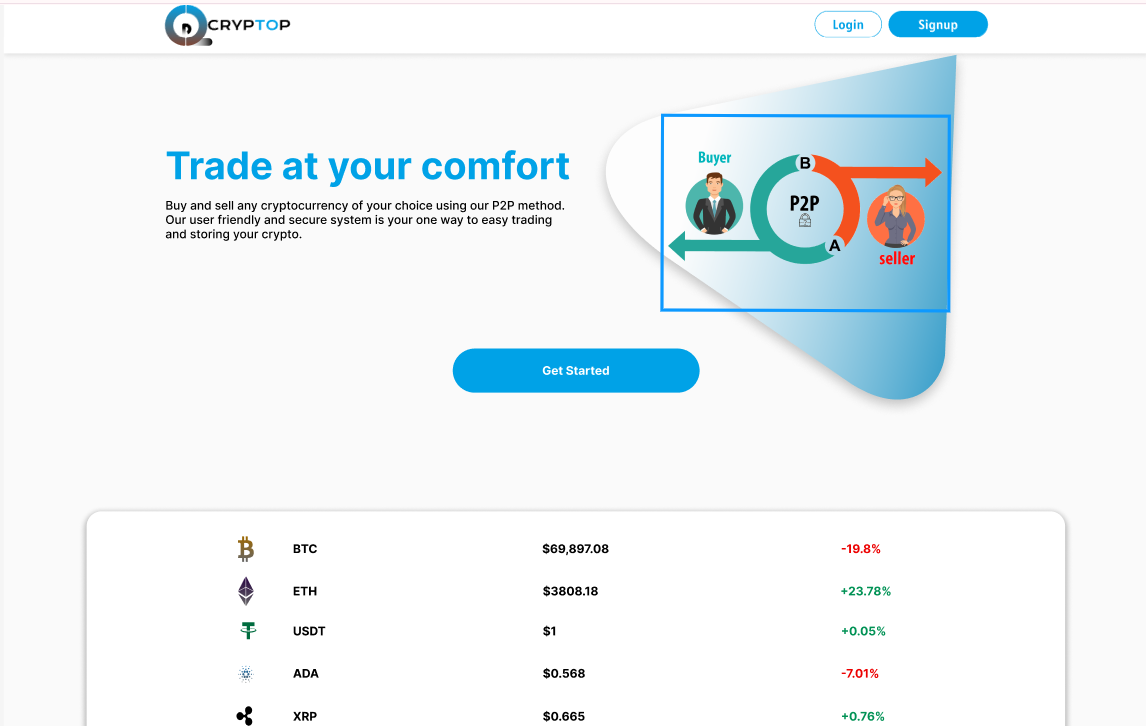 CRYPTOP
Login
Signup
Trade at your comfort
Buy and sell any cryptocurrency of your choice using our P2P method.
Our user friendly and secure system is your one way to easy trading
and storing your crypto.
Buyer
B
P2P
A
seller
Get Started
BTC $69,897.08 -19.8%
ETH $3808.18 +23.78%
USDT $1 +0.05%
ADA $0.568 -7.01%
XRP $0.665 +0.76%